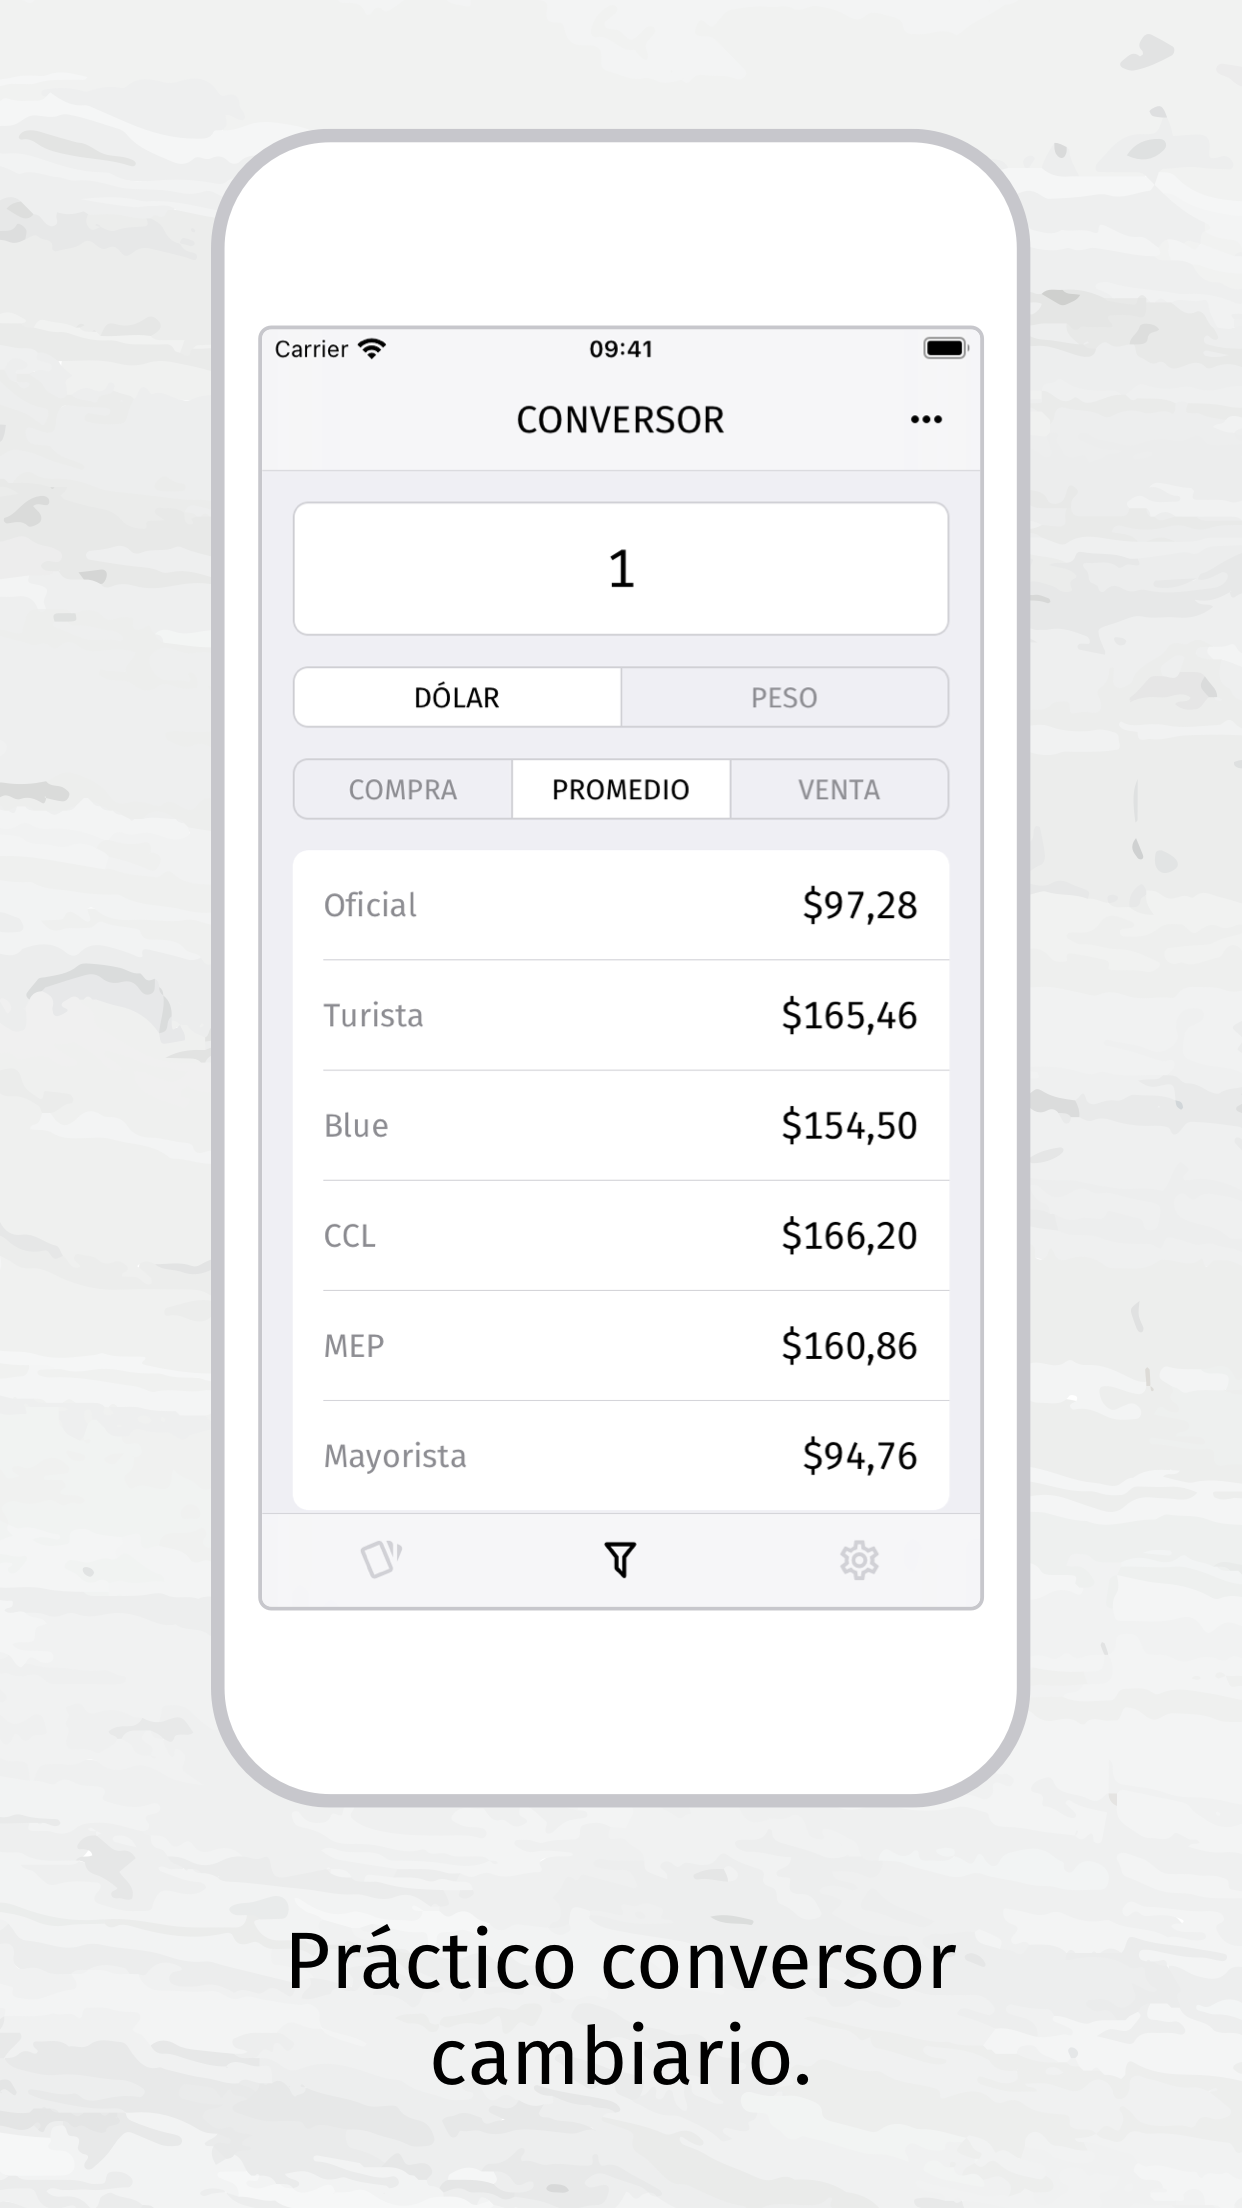 Carrier 09:41
CONVERSOR
1
DÓLAR PESO
COMPRA PROMEDIO VENTA
Oficial $97,28
Turista $165,46
Blue $154,50
CCL $166,20
MEP $160,86
Mayorista $94,76
Práctico conversor
cambiario.